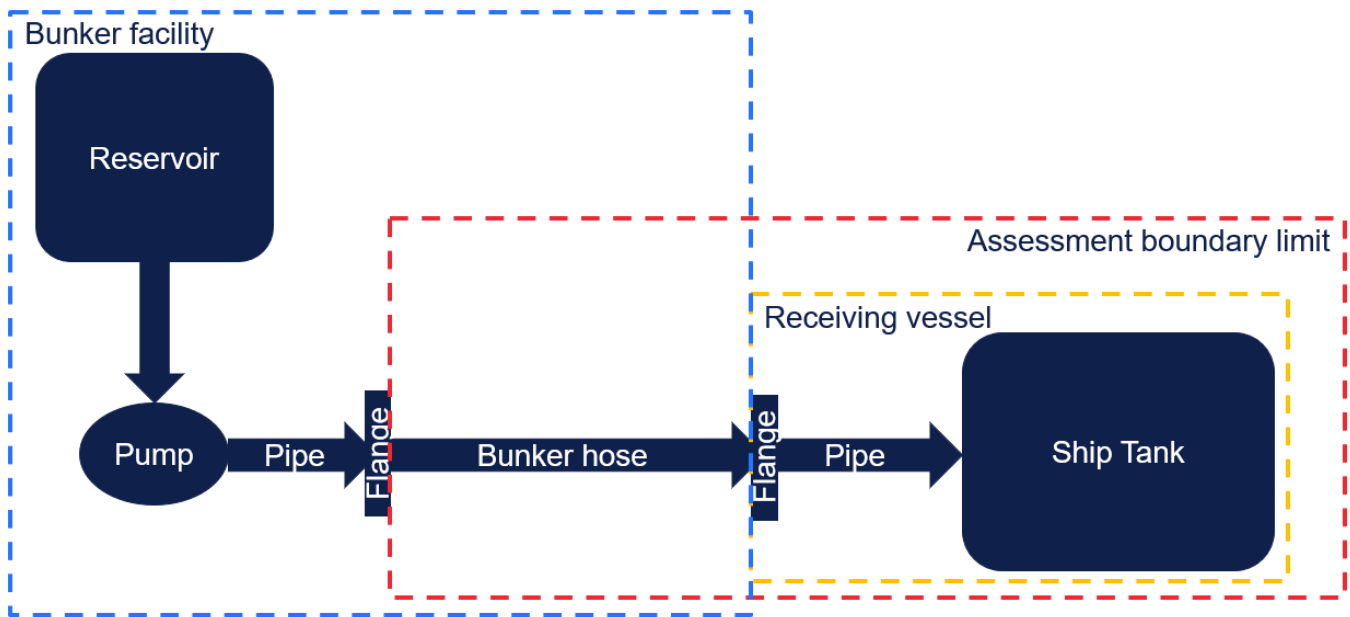 Bunker facility
Reservoir
Assessment boundary limit
Receiving vessel
Pump
Pipe
Flange
Bunker hose
Flange
Pipe
Ship Tank